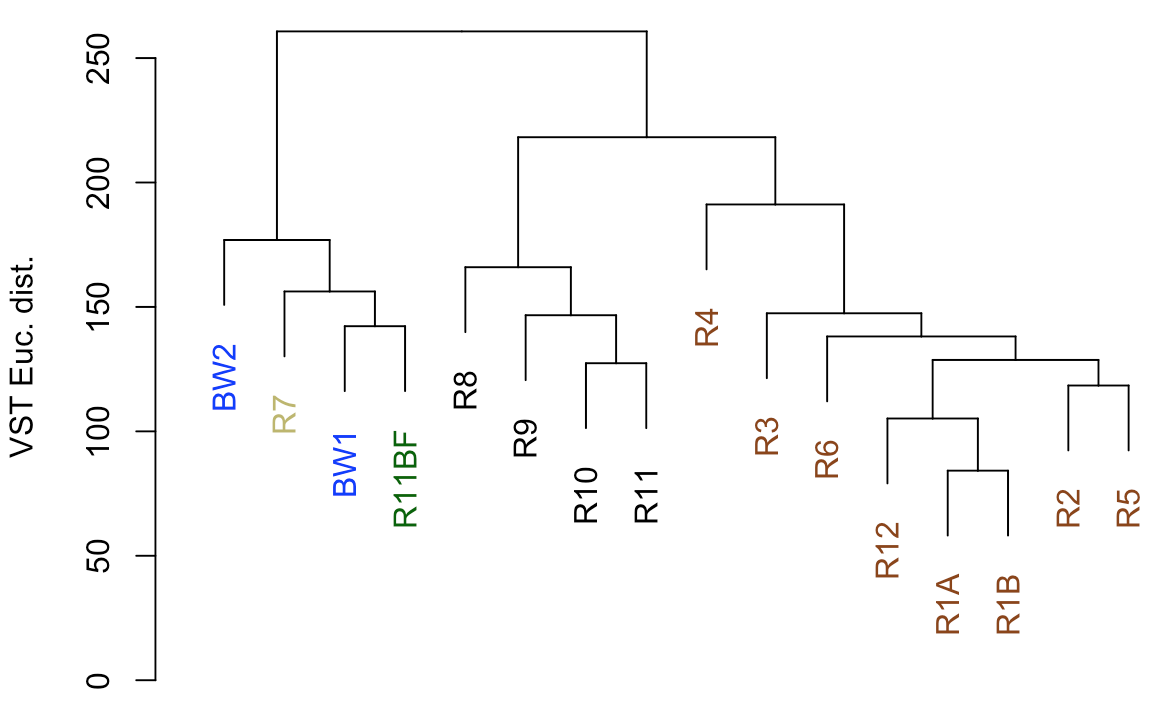 VST Euc. dist.
250
200
150
100
50
0
BW2
R7
BW1
R11BF
R8
R9
R10
R11
R4
R3
R6
R12
R1A
R1B
R2
R5